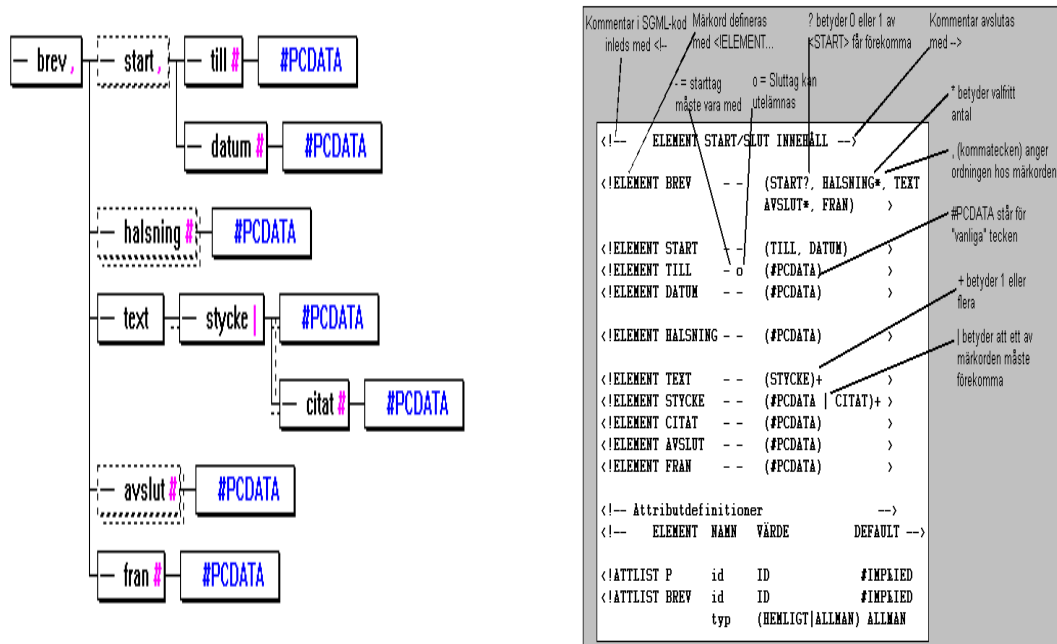 brev,
start,
till #
#PCDATA
datum #
#PCDATA
halsning #
#PCDATA
text
stycke |
#PCDATA
citat #
#PCDATA
avslut #
#PCDATA
fran #
#PCDATA
Kommentar i SGML-kod
inleds med <!--
Märkord defineras
med <!ELEMENT...
? betyder 0 eller 1 av
<START> får förekomma
Kommentar avslutas
med -->
- = starttag
måste vara med
o = Sluttag kan
utelämnas
* betyder valfritt
antal
, (kommatecken) anger
ordningen hos märkorden
#PCDATA står för
"vanliga" tecken
+ betyder 1 eller
flera
| betyder att ett av
märkorden måste
förekomma
<!-- ELEMENT START/SLUT INNEHÅLL -->
<!ELEMENT BREV - - (START?, HALSNING*, TEXT
AVSLUT*, FRAN) >
<!ELEMENT START - - (TILL, DATUM) >
<!ELEMENT TILL - o (#PCDATA) >
<!ELEMENT DATUM - - (#PCDATA) >
<!ELEMENT HALSNING - - (#PCDATA) >
<!ELEMENT TEXT - - (STYCKE)+ >
<!ELEMENT STYCKE - - (#PCDATA | CITAT)+ >
<!ELEMENT CITAT - - (#PCDATA) >
<!ELEMENT AVSLUT - - (#PCDATA) >
<!ELEMENT FRAN - - (#PCDATA) >
<!-- Attributdefinitioner -->
<!-- ELEMENT NAMN VÄRDE DEFAULT -->
<!ATTLIST P id ID #IMPLIED
<!ATTLIST BREV id ID #IMPLIED
typ (HEMLIGT|ALLMAN) ALLMAN